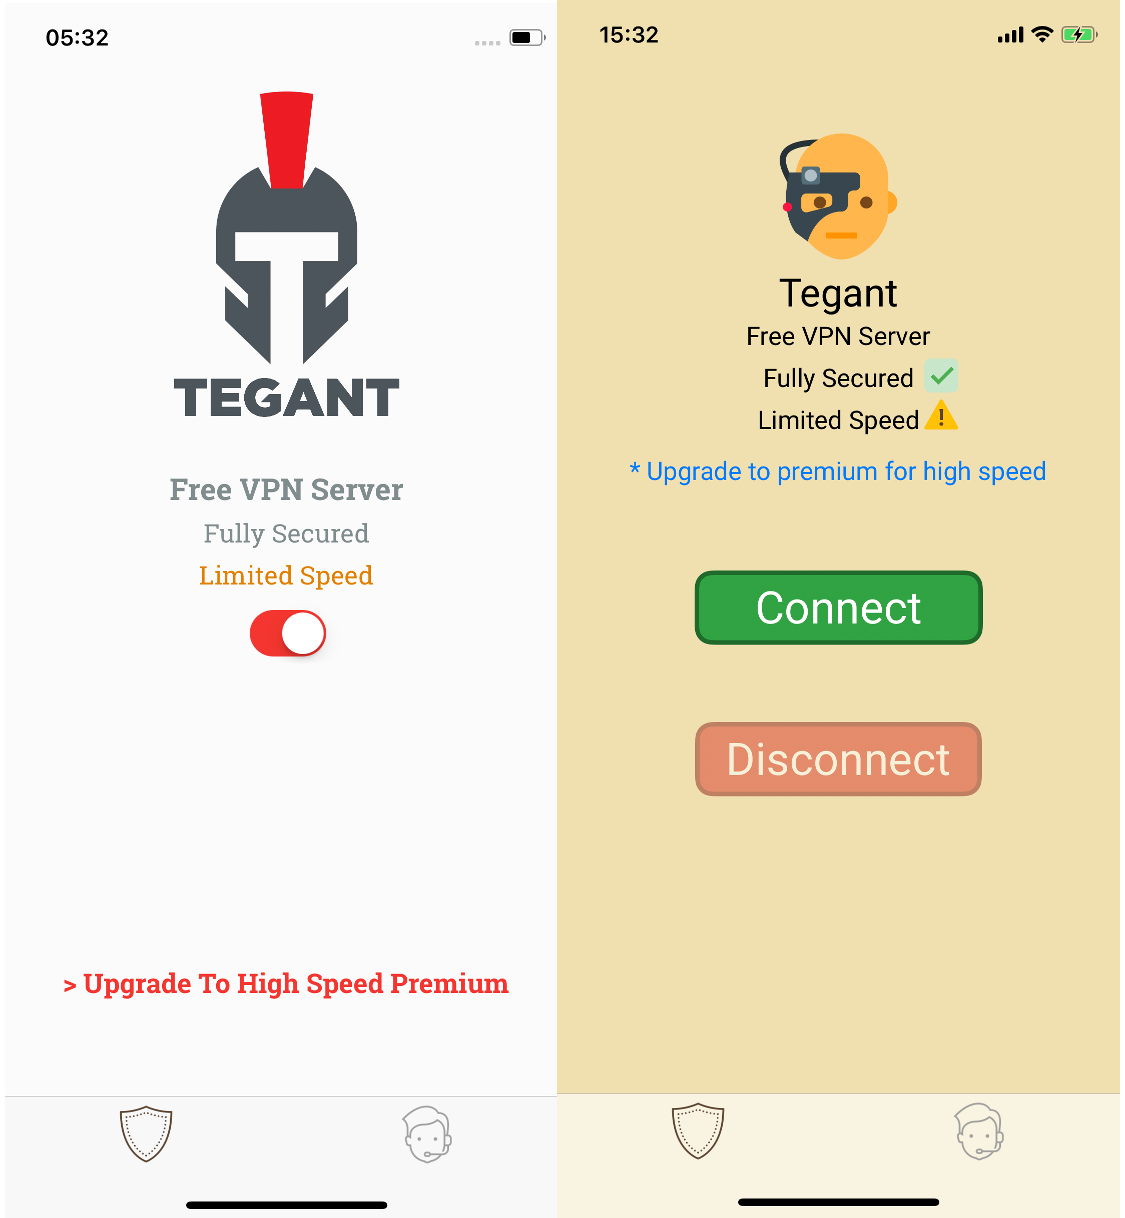 05:32
TEGANT
Free VPN Server
Fully Secured
Limited Speed
> Upgrade To High Speed Premium
15:32
Tegant
Free VPN Server
Fully Secured
Limited Speed
* Upgrade to premium for high speed
Connect
Disconnect